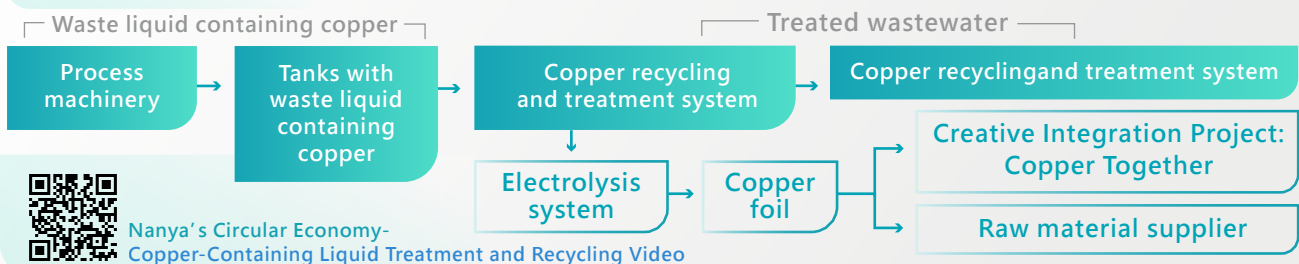 Waste liquid containing copper
Treated wastewater
Process
machinery
Tanks with
waste liquid
containing
copper
Copper recycling
and treatment system
Copper recyclingand treatment system
Electrolysis
system
Copper
foil
Creative Integration Project:
Copper Together
Raw material supplier
Nanya's Circular Economy-
Copper-Containing Liquid Treatment and Recycling Video